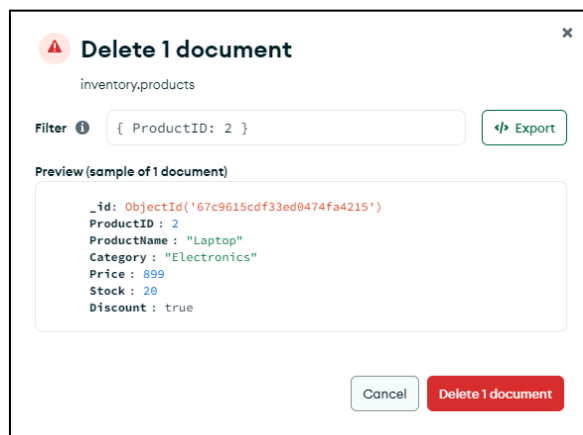 Delete 1 document
inventory.products
Filter { ProductID: 2 } </> Export
Preview (sample of 1 document)
_id: ObjectId('67c9615cdf33ed0474fa4215')
ProductID : 2
ProductName : "Laptop"
Category : "Electronics"
Price : 899
Stock : 20
Discount : true
Cancel Delete 1 document